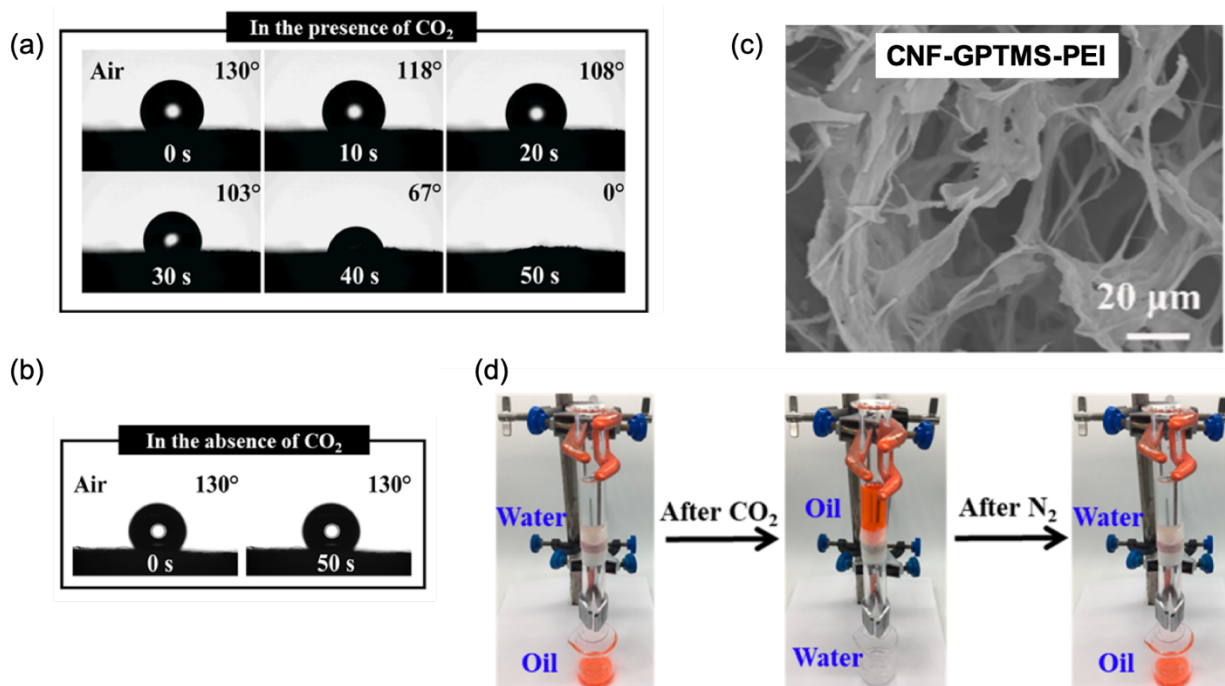 (a)
In the presence of CO₂
Air 130° 118° 108°
0 s 10 s 20 s
103° 67° 0°
30 s 40 s 50 s
(b)
In the absence of CO₂
Air 130° 130°
0 s 50 s
(c)
CNF-GPTMS-PEI
20 μm
(d)
Water After CO₂ Oil After N₂ Water
Oil Water Oil